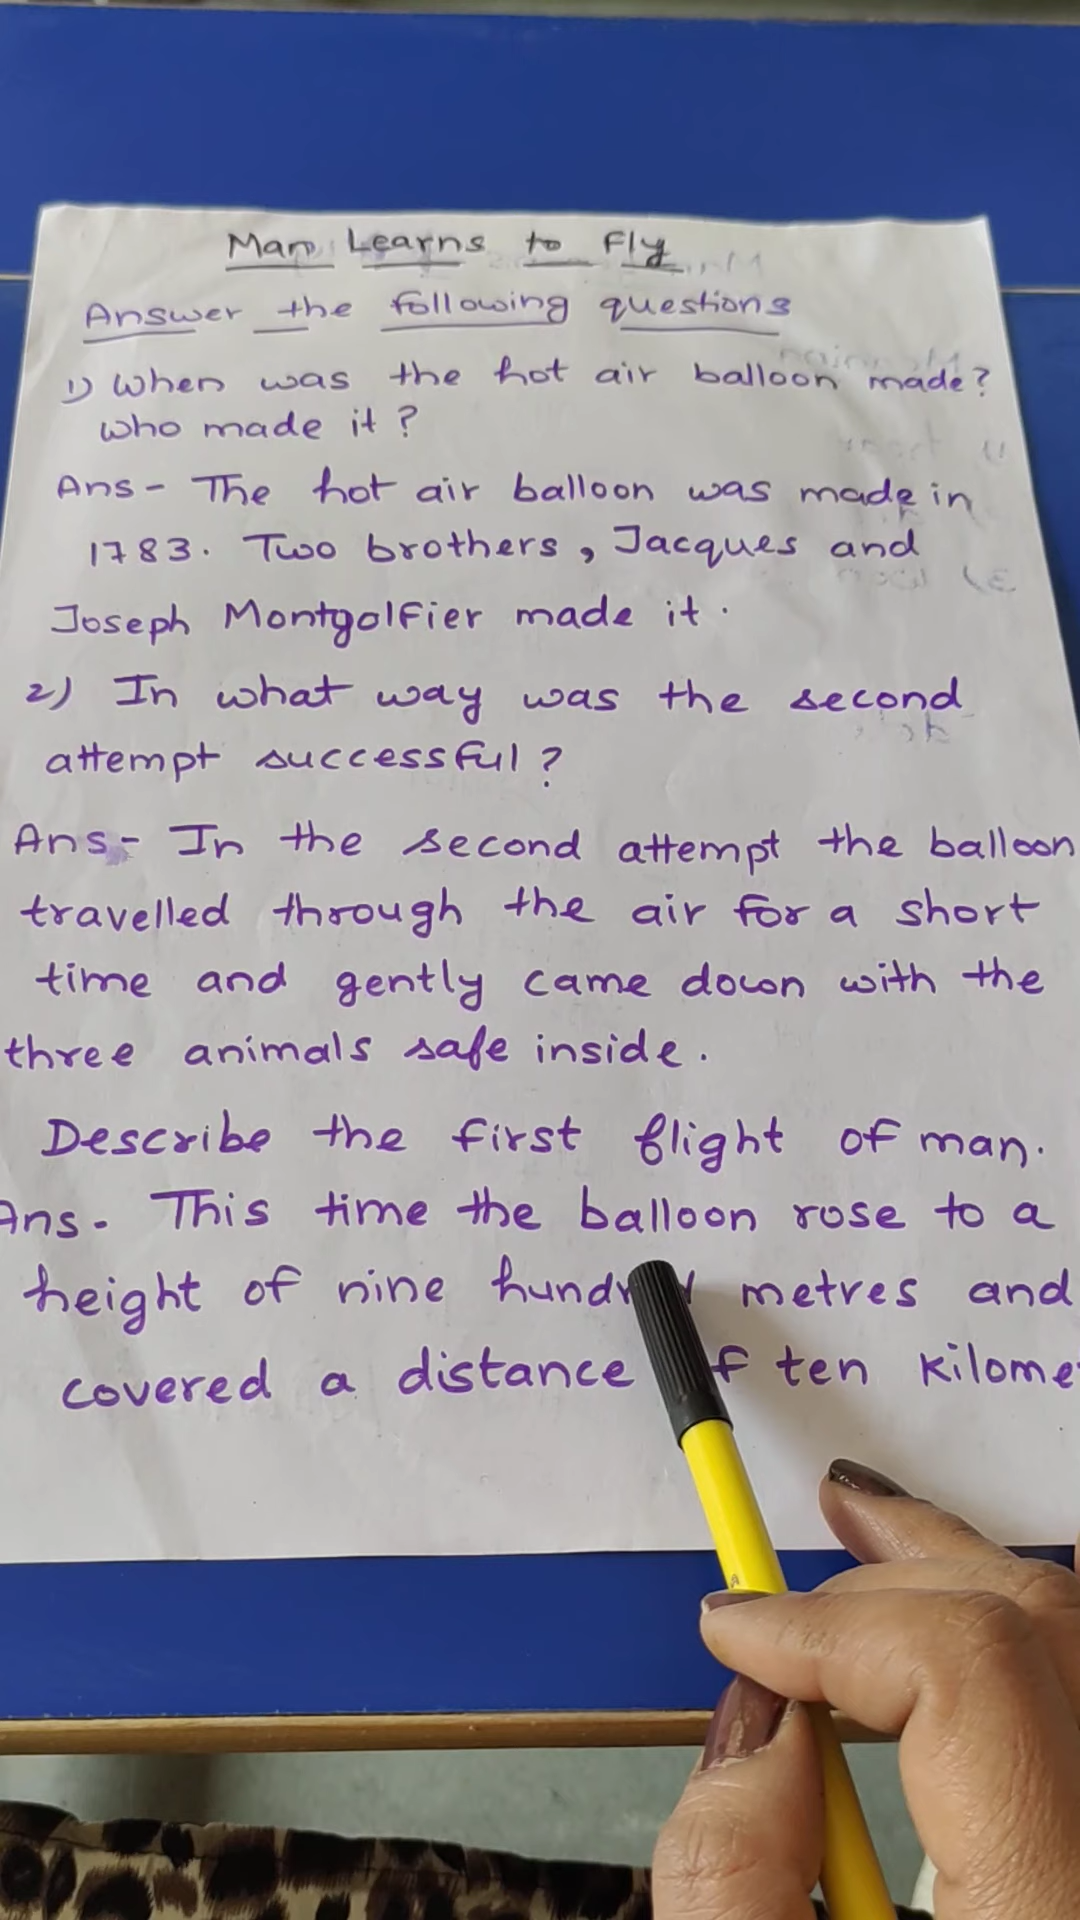 Man Learns to Fly
Answer the following questions
1) When was the hot air balloon made?
who made it?
Ans - The hot air balloon was made in
1783. Two brothers, Jacques and
Joseph Montgolfier made it.
2) In what way was the second
attempt successful?
Ans - In the second attempt the balloon
travelled through the air for a short
time and gently came down with the
three animals safe inside.
Describe the first flight of man.
Ans - This time the balloon rose to a
height of nine metres and
covered a distance ten